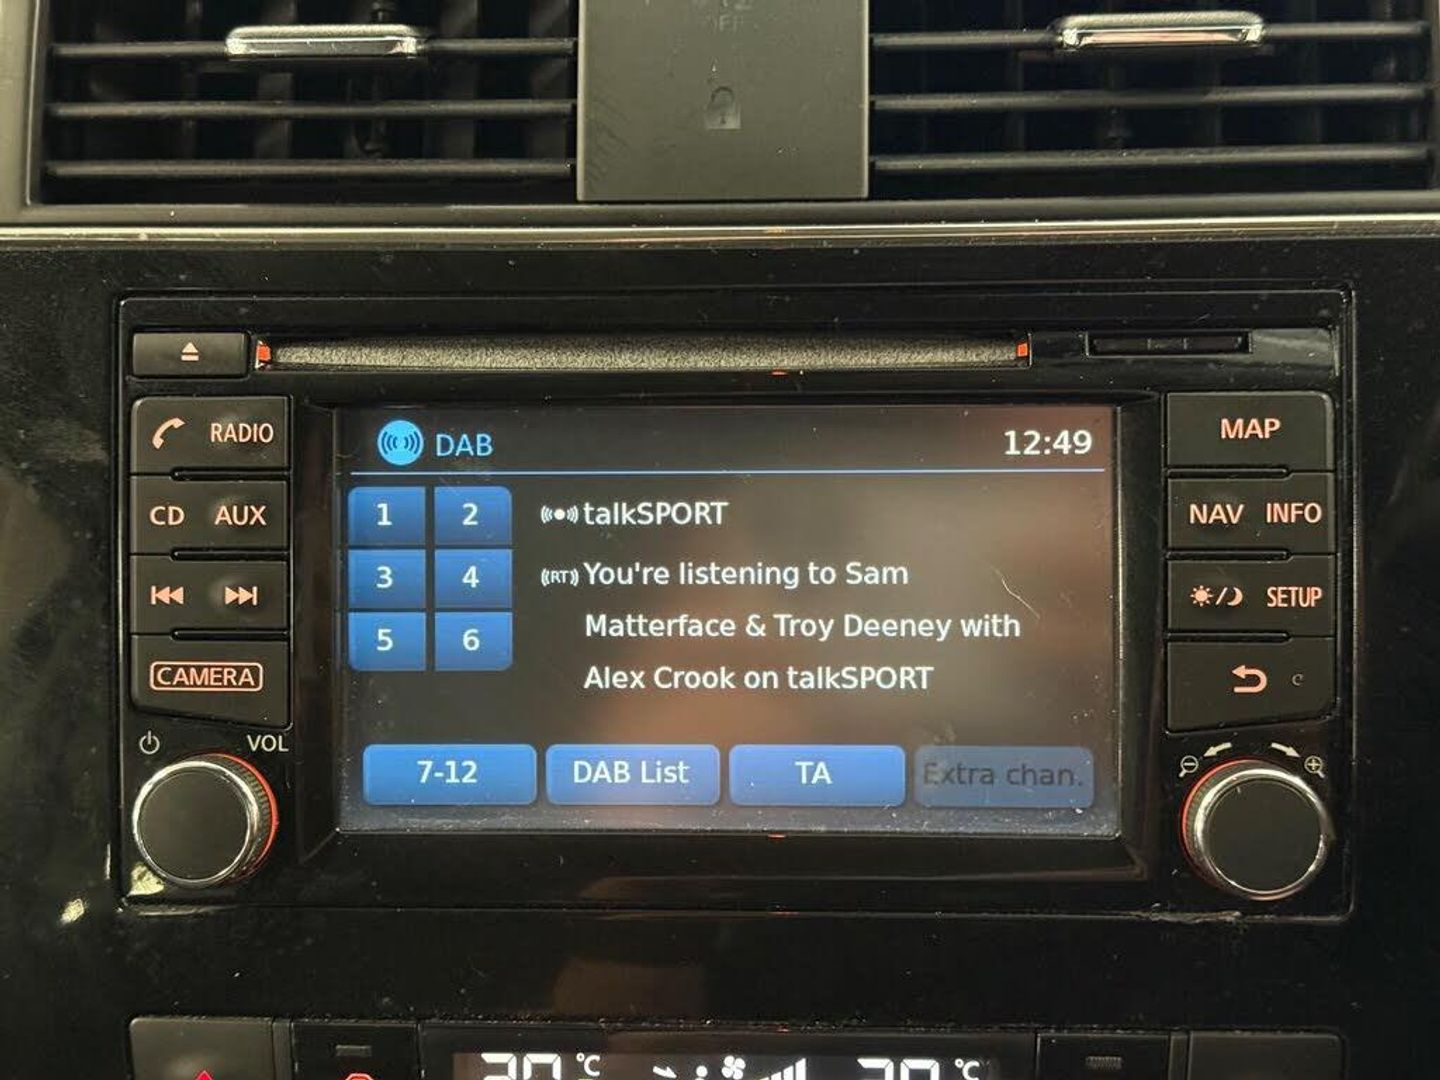 RADIO
CD AUX
CAMERA
VOL
DAB 12:49
1 2
3 4
5 6
talkSPORT
(RT) You're listening to Sam
Matterface & Troy Deeney with
Alex Crook on talkSPORT
7-12 DAB List TA Extra chan.
MAP
NAV INFO
SETUP
°C °C